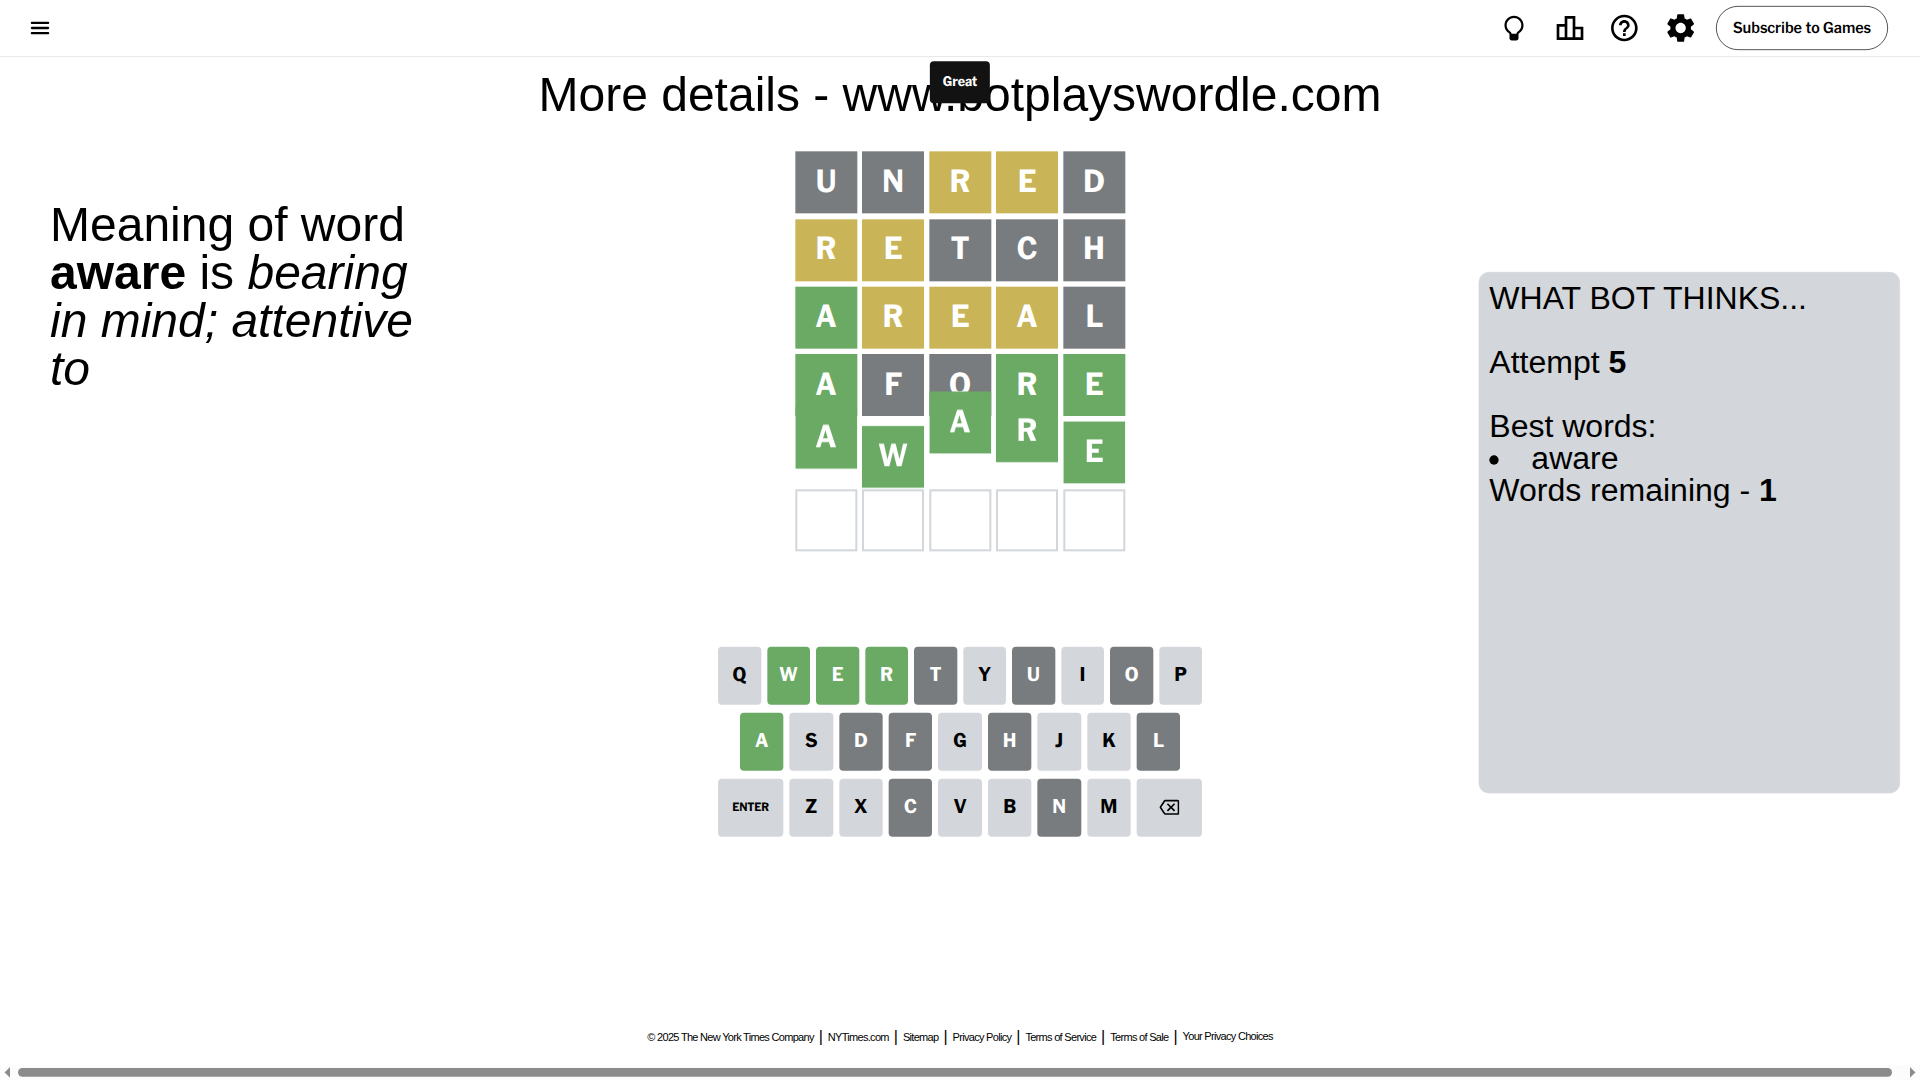 Subscribe to Games
Great
More details - www.botplayswordle.com
Meaning of word
aware is bearing
in mind; attentive
to
U N R E D
R E T C H
A R E A L
A F O R E
A W A R E
WHAT BOT THINKS...
Attempt 5
Best words:
• aware
Words remaining - 1
Q W E R T Y U I O P
A S D F G H J K L
ENTER Z X C V B N M
© 2025 The New York Times Company | NYTimes.com | Sitemap | Privacy Policy | Terms of Service | Terms of Sale | Your Privacy Choices